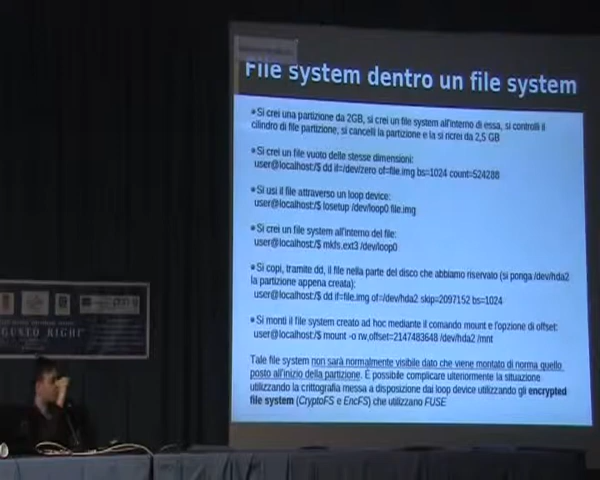 File system dentro un file system
Si crei una partizione da 2GB, si crei un file system all'interno di essa, si controlli il
cilindro di file partizione, si cancelli la partizione e la si ricrei da 2,5 GB
Si crei un file vuoto delle stesse dimensioni:
user@localhost:/$ dd if=/dev/zero of=file.img bs=1024 count=524288
Si usi il file attraverso un loop device:
user@localhost:/$ losetup /dev/loop0 file.img
Si crei un file system all'interno del file:
user@localhost:/$ mkfs.ext3 /dev/loop0
Si copi, tramite dd, il file nella parte del disco che abbiamo riservato (si ponga /dev/hda2
la partizione appena creata):
user@localhost:/$ dd if=file.img of=/dev/hda2 skip=2097152 bs=1024
Si monti il file system creato ad hoc mediante il comando mount e l'opzione di offset:
user@localhost:/$ mount -o rw,offset=2147483648 /dev/hda2 /mnt
Tale file system non sarà normalmente visibile dato che viene montato di norma quello
posto all'inizio della partizione. È possibile complicare ulteriormente la situazione
utilizzando la crittografia messa a disposizione dai loop device utilizzando gli encrypted
file system (CryptoFS e EncFS) che utilizzano FUSE
GUSTO RIGHI